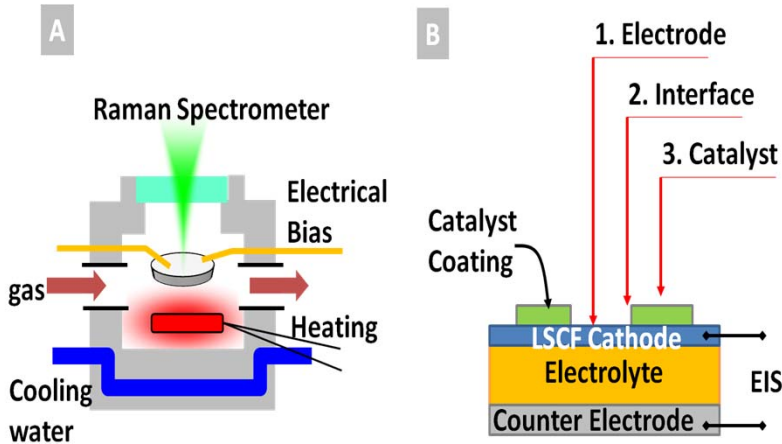 A
Raman Spectrometer
Electrical
Bias
gas
Heating
Cooling
water
B
1. Electrode
2. Interface
3. Catalyst
Catalyst
Coating
LSCF Cathode
Electrolyte
EIS
Counter Electrode